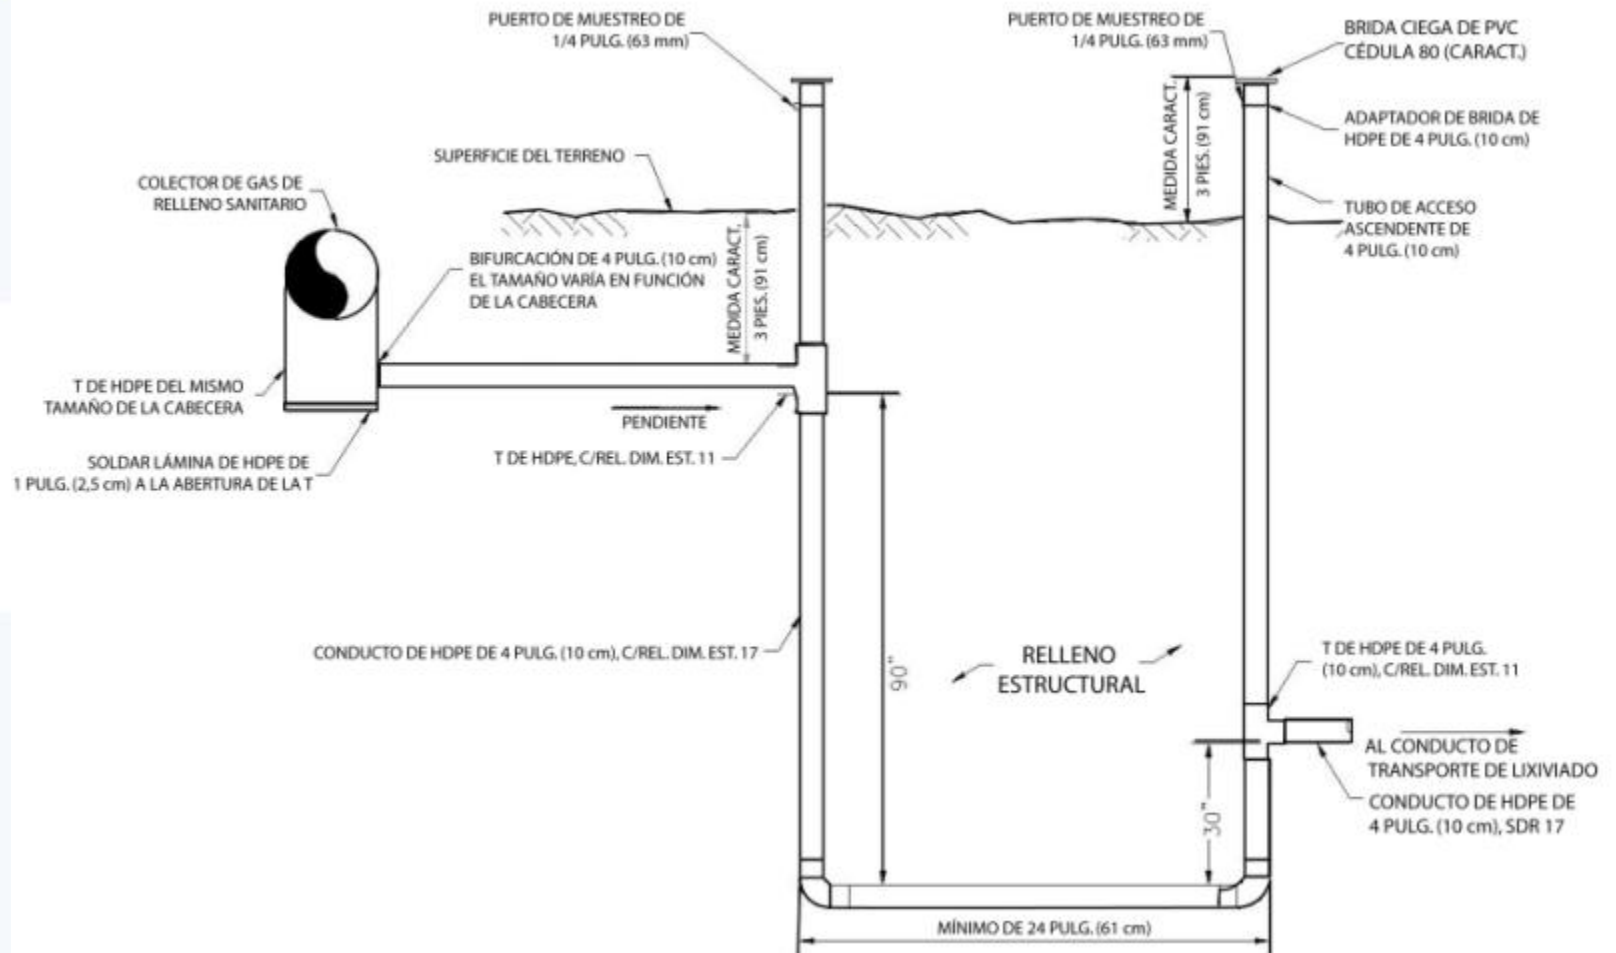 PUERTO DE MUESTREO DE
1/4 PULG. (63 mm)
PUERTO DE MUESTREO DE
1/4 PULG. (63 mm)
BRIDA CIEGA DE PVC
CÉDULA 80 (CARACT.)
MEDIDA CARACT.
3 PIES. (91 cm)
ADAPTADOR DE BRIDA DE
HDPE DE 4 PULG. (10 cm)
SUPERFICIE DEL TERRENO
COLECTOR DE GAS DE
RELLENO SANITARIO
TUBO DE ACCESO
ASCENDENTE DE
4 PULG. (10 cm)
BIFURCACIÓN DE 4 PULG. (10 cm)
EL TAMAÑO VARÍA EN FUNCIÓN
DE LA CABECERA
MEDIDA CARACT.
3 PIES. (91 cm)
T DE HDPE DEL MISMO
TAMAÑO DE LA CABECERA
PENDIENTE
SOLDAR LÁMINA DE HDPE DE
1 PULG. (2,5 cm) A LA ABERTURA DE LA T
T DE HDPE, C/REL. DIM. EST. 11
CONDUCTO DE HDPE DE 4 PULG. (10 cm), C/REL. DIM. EST. 17
90"
RELLENO
ESTRUCTURAL
T DE HDPE DE 4 PULG.
(10 cm), C/REL. DIM. EST. 11
AL CONDUCTO DE
TRANSPORTE DE LIXIVIADO
30"
CONDUCTO DE HDPE DE
4 PULG. (10 cm), SDR 17
MÍNIMO DE 24 PULG. (61 cm)